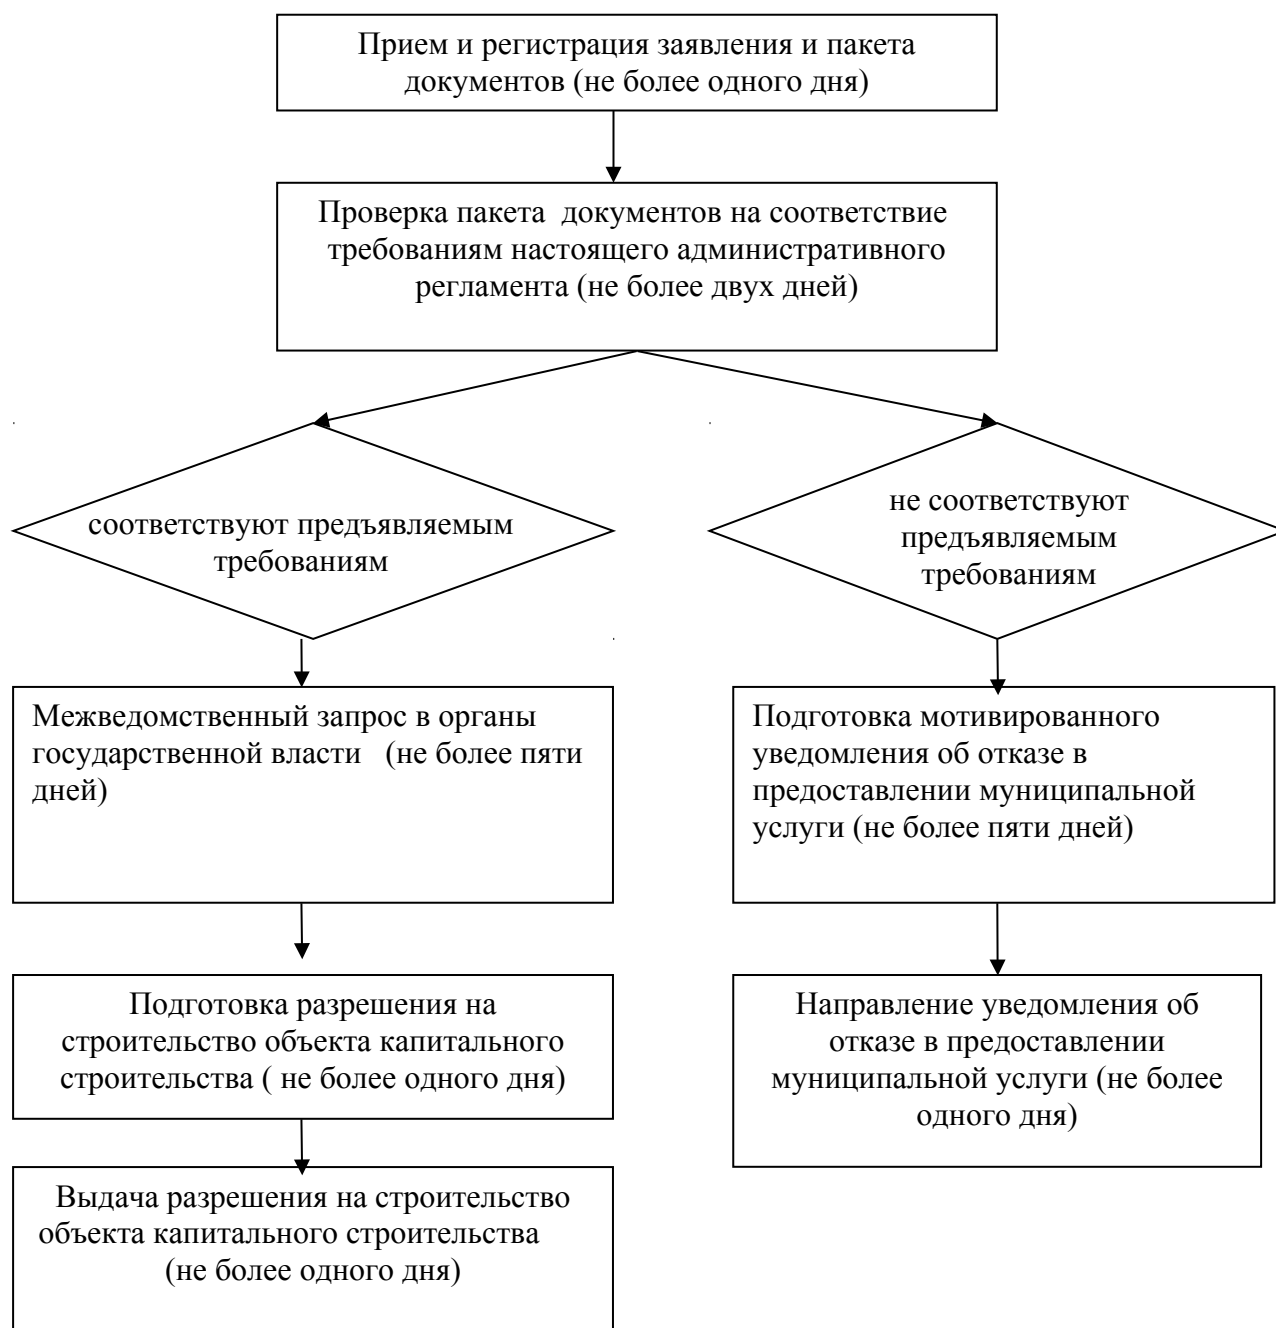 Прием и регистрация заявления и пакета
документов (не более одного дня)
Проверка пакета  документов на соответствие
требованиям настоящего административного
регламента (не более двух дней)
соответствуют предъявляемым
требованиям
не соответствуют
предъявляемым
требованиям
Межведомственный запрос в органы
государственной власти   (не более пяти
дней)
Подготовка мотивированного
уведомления об отказе в
предоставлении муниципальной
услуги (не более пяти дней)
Подготовка разрешения на
строительство объекта капитального
строительства ( не более одного дня)
Направление уведомления об
отказе в предоставлении
муниципальной услуги (не более
одного дня)
Выдача разрешения на строительство
объекта капитального строительства
(не более одного дня)